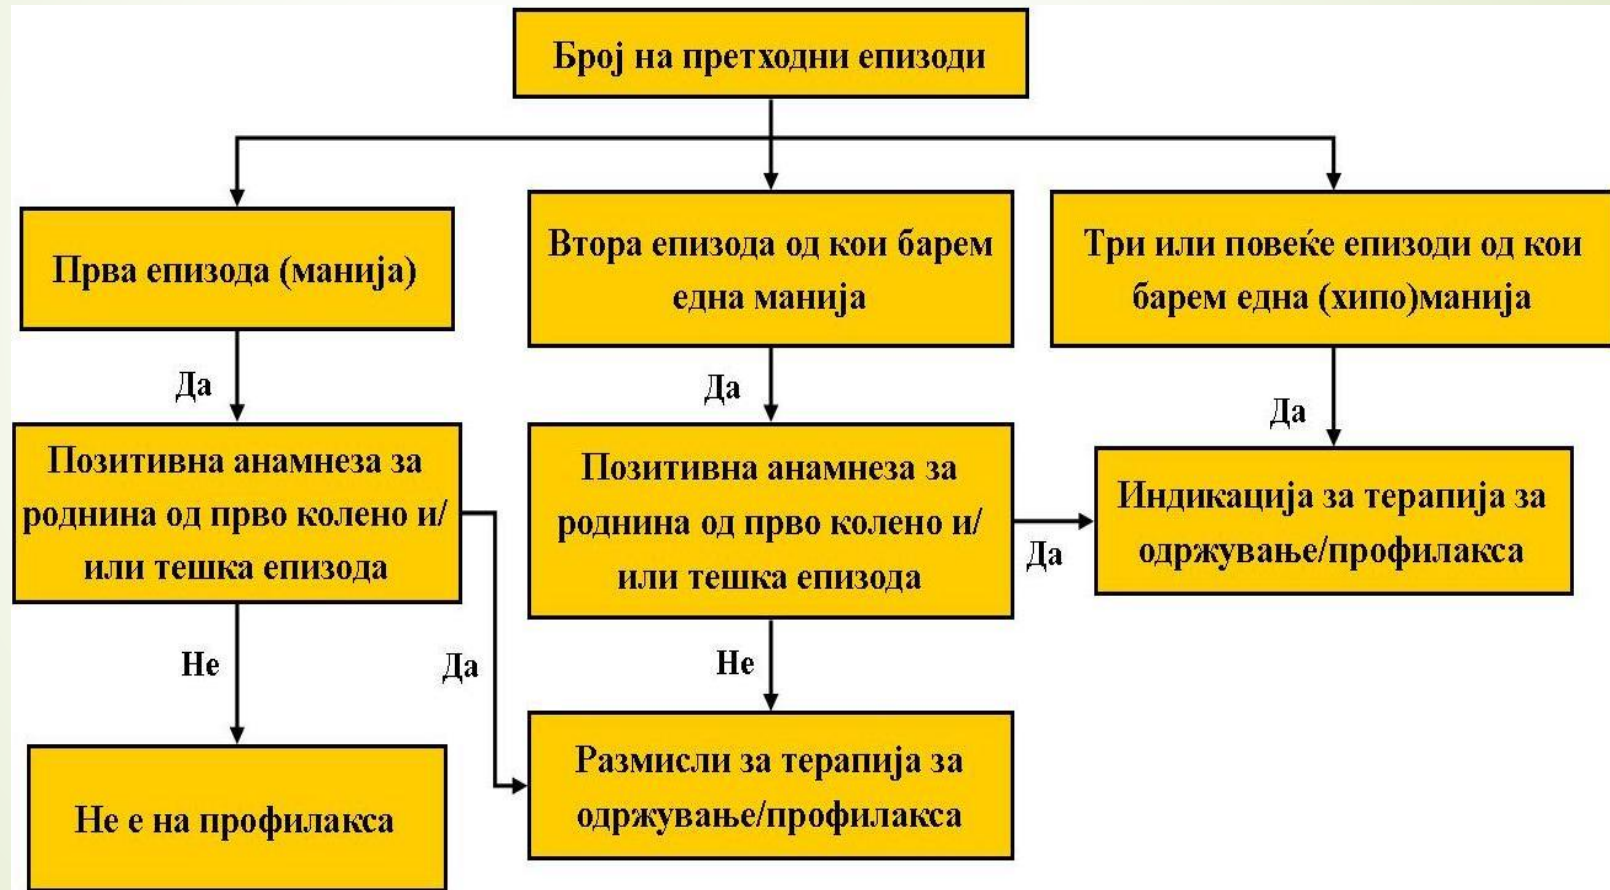 Број на претходни епизоди
Прва епизода (манија)
Втора епизода од кои барем
една манија
Три или повеќе епизоди од кои
барем една (хипо)манија
Да
Да
Да
Позитивна анамнеза за
роднина од прво колено и/
или тешка епизода
Позитивна анамнеза за
роднина од прво колено и/
или тешка епизода
Да
Индикација за терапија за
одржување/профилакса
Не
Да
Не
Не е на профилакса
Размисли за терапија за
одржување/профилакса